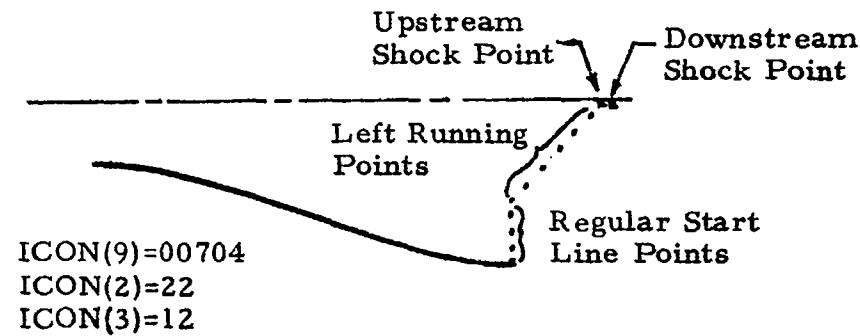 Upstream
Shock Point
Downstream
Shock Point
Left Running
Points
Regular Start
Line Points
ICON(9)=00704
ICON(2)=22
ICON(3)=12